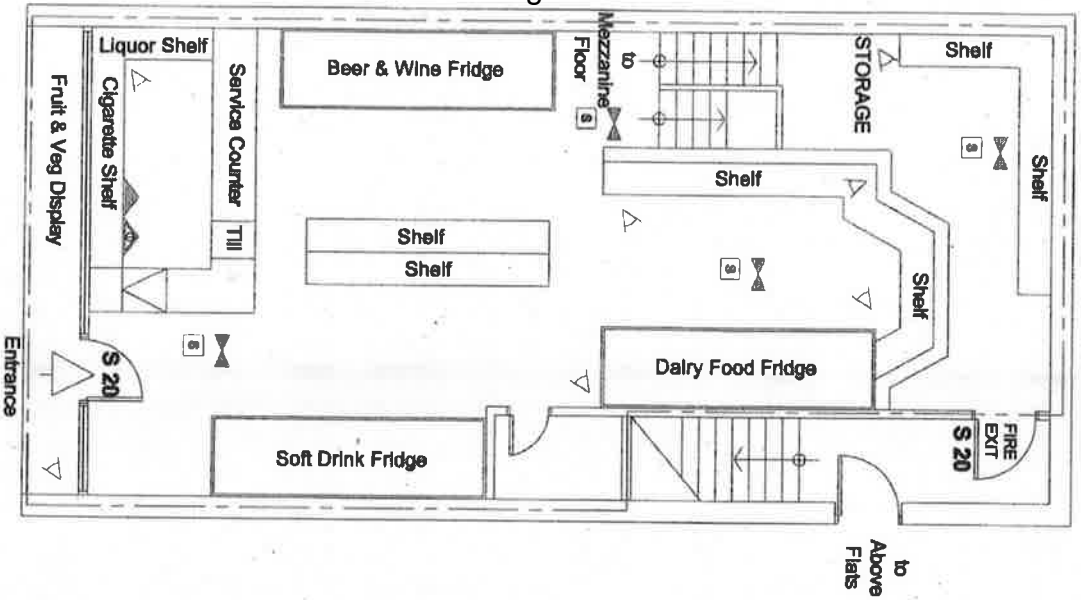 Liquor Shelf
Cigarette Shelf
Service Counter
Till
Fruit & Veg Display
Entrance
S 20
Beer & Wine Fridge
Shelf
Shelf
Soft Drink Fridge
to
Mezzanine
Floor
S
S
S
S
Shelf
Shelf
Dairy Food Fridge
STORAGE
Shelf
Shelf
FIRE
EXIT
S 20
to
Above
Flats